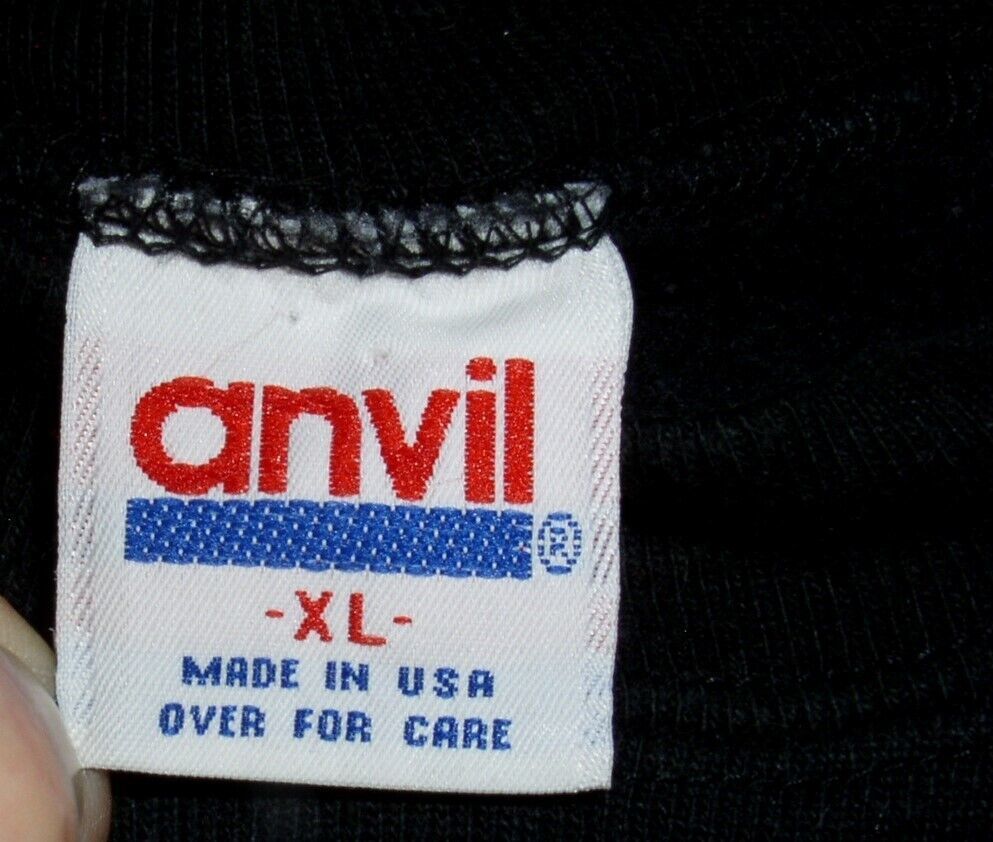 anvil
®
-XL-
MADE IN USA
OVER FOR CARE